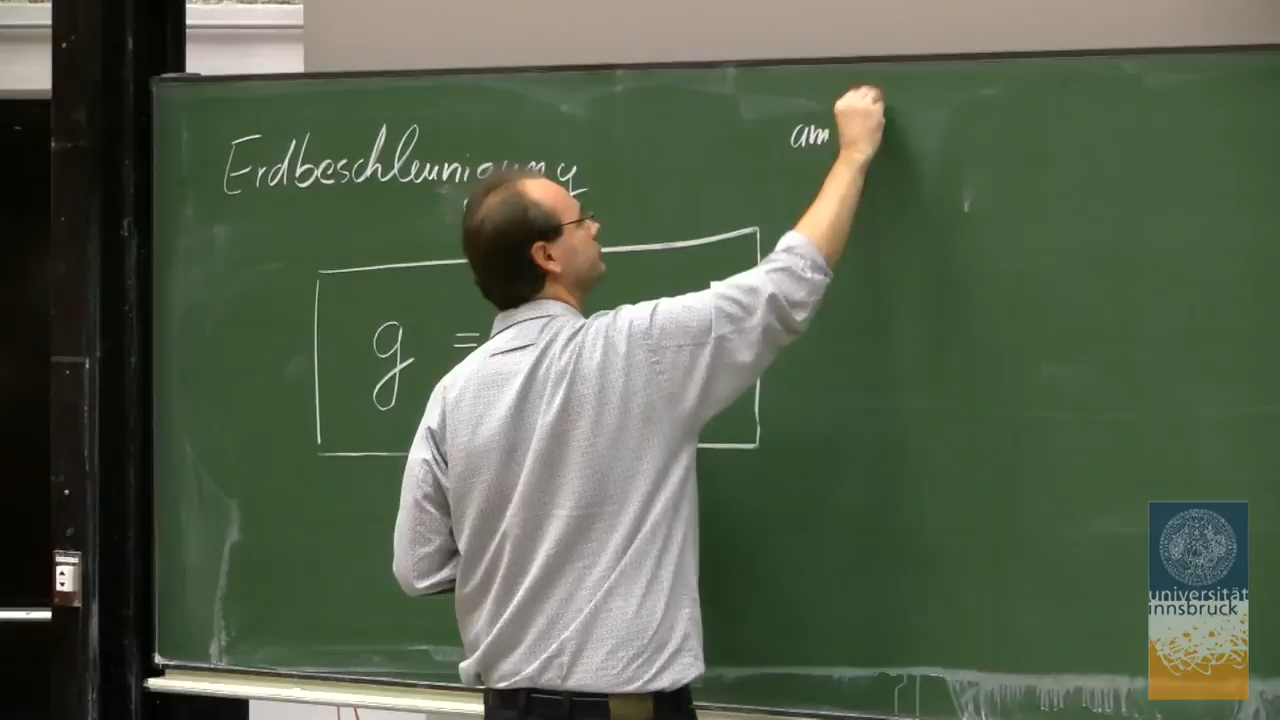 Erdbeschleunigung
am
g =
universität
innsbruck